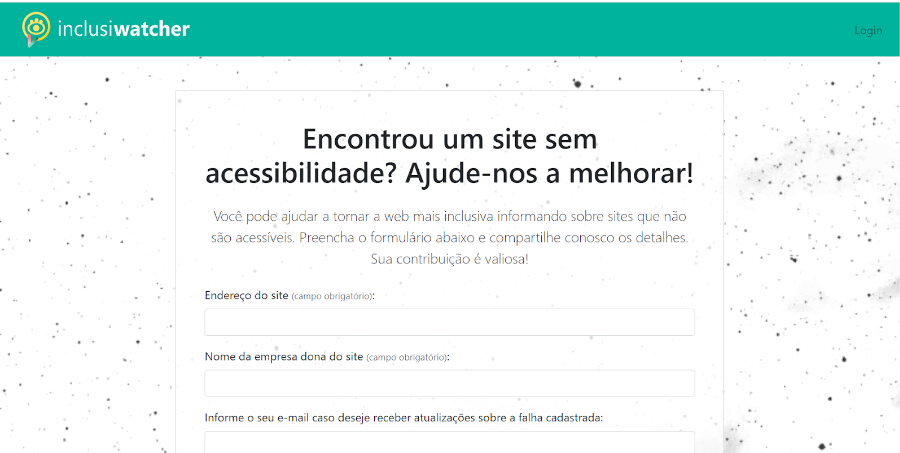 inclusiwatcher
Login
Encontrou um site sem
acessibilidade? Ajude-nos a melhorar!
Você pode ajudar a tornar a web mais inclusiva informando sobre sites que não
são acessíveis. Preencha o formulário abaixo e compartilhe conosco os detalhes.
Sua contribuição é valiosa!
Endereço do site (campo obrigatório):
Nome da empresa dona do site (campo obrigatório):
Informe o seu e-mail caso deseje receber atualizações sobre a falha cadastrada: